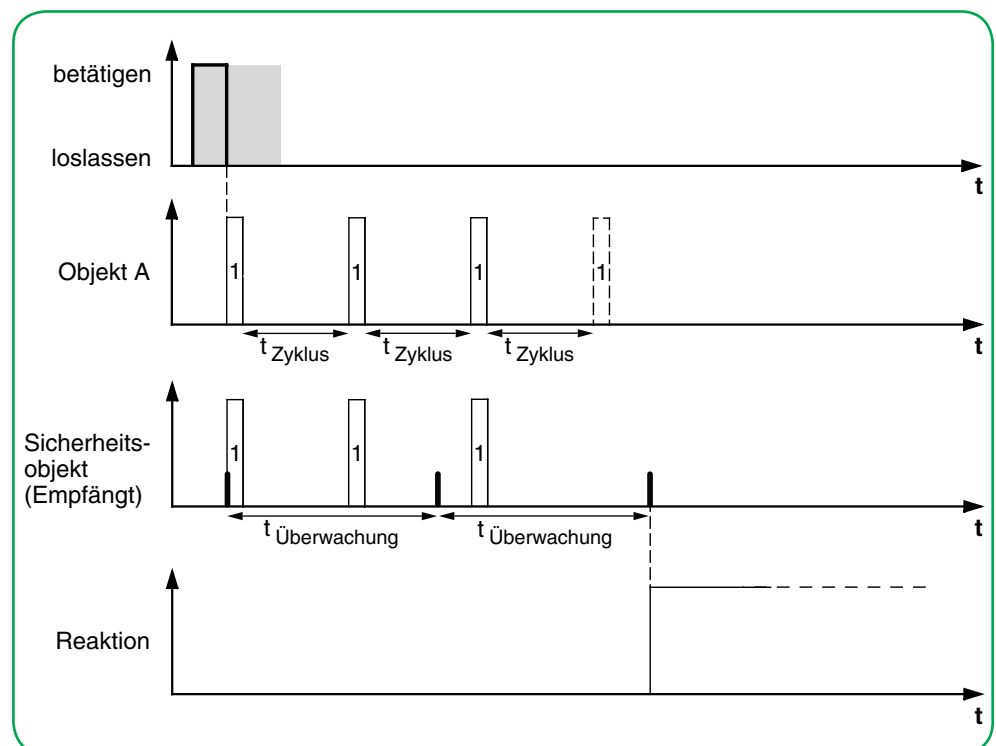 betätigen
loslassen
t
Objekt A
1 1 1 1
t
t Zyklus t Zyklus t Zyklus
Sicherheits-
objekt
(Empfängt)
1 1 1
t
t Überwachung t Überwachung
Reaktion
t